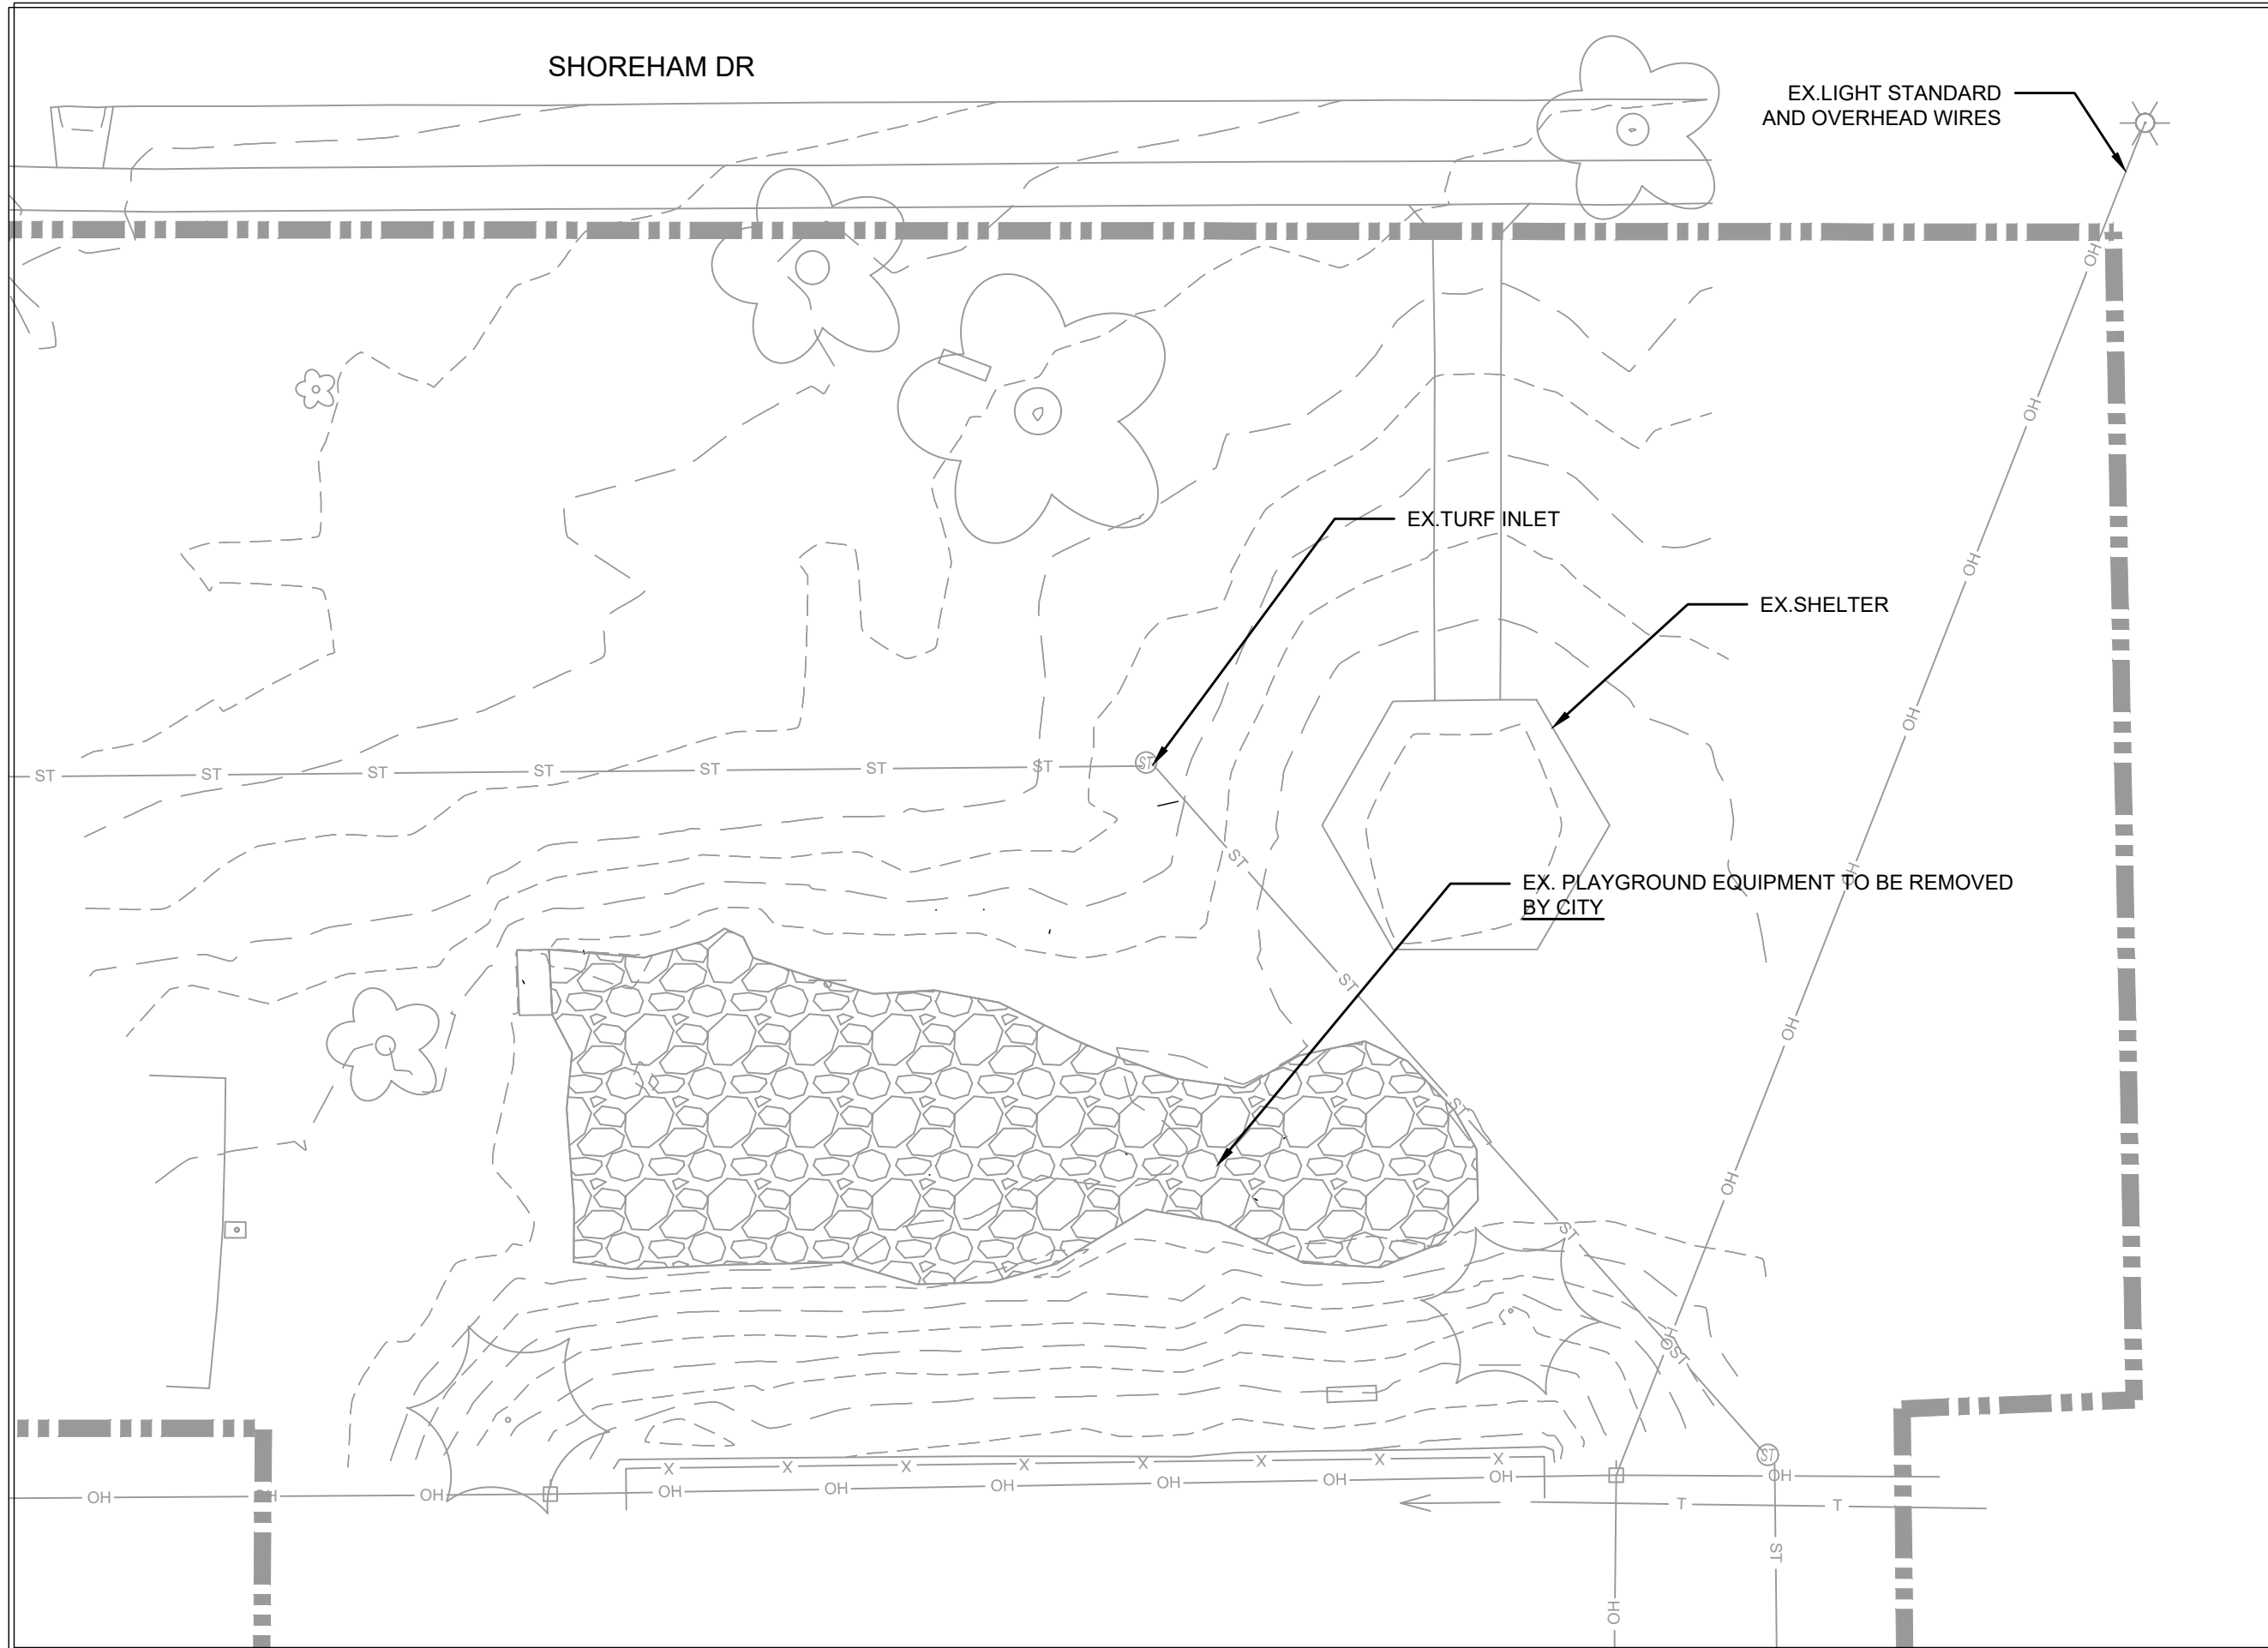 SHOREHAM DR
EX.LIGHT STANDARD
AND OVERHEAD WIRES
OH
OH
EX.TURF INLET
OH
EX.SHELTER
OH
ST ST ST ST ST ST ST ST
ST
OH
EX. PLAYGROUND EQUIPMENT TO BE REMOVED
BY CITY
ST
OH
ST
OH
ST
OH
ST
ST
X X X X X X X X
OH OH OH OH OH OH OH OH OH OH
T T
ST
OH